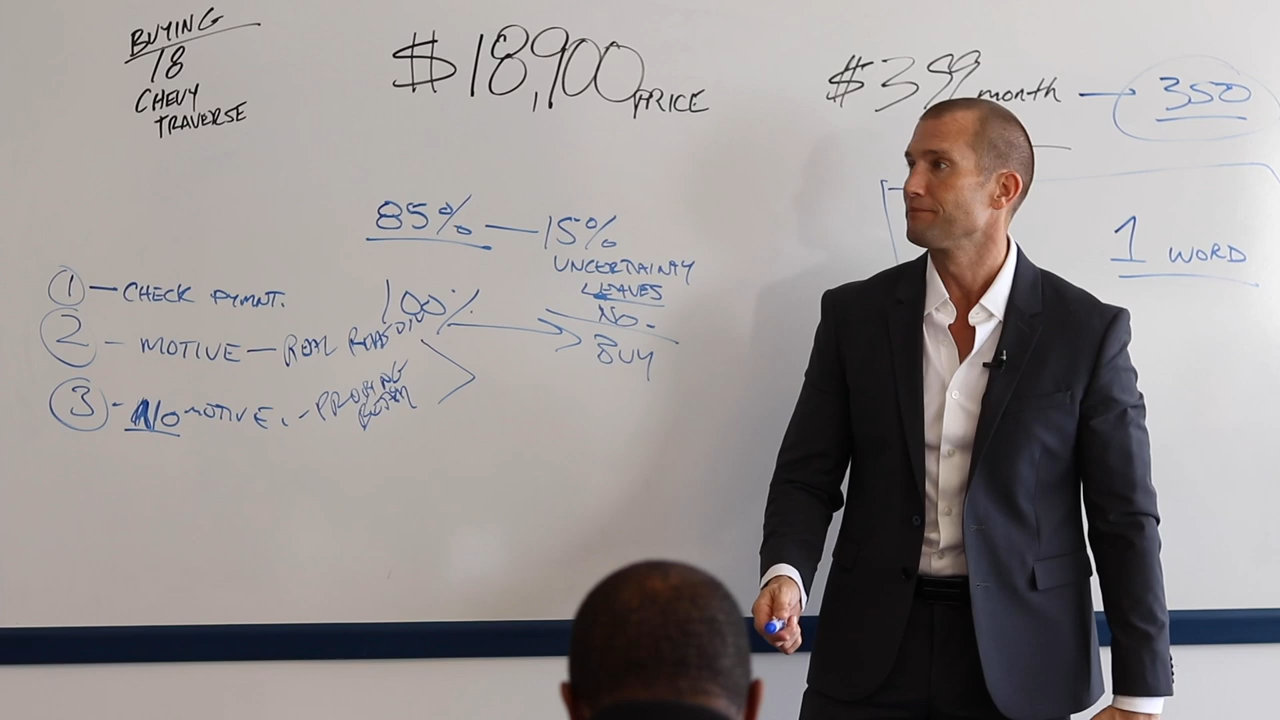 BUYING
18
CHEVY
TRAVERSE
$18,900 PRICE
$399 month — 350
85% — 15%
UNCERTAINTY
LEAVES
NO.
BUY
100%
1 — CHECK PYMNT.
2 - MOTIVE — REAL REASON
3 - NO MOTIVE. - PROBING
1 WORD